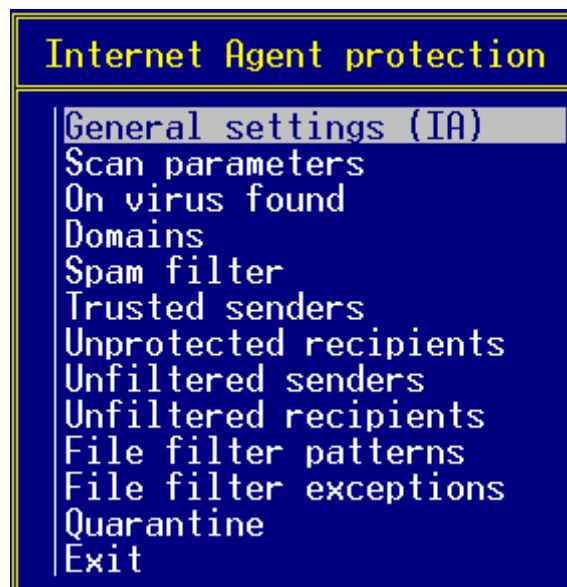 Internet Agent protection
General settings (IA)
Scan parameters
On virus found
Domains
Spam filter
Trusted senders
Unprotected recipients
Unfiltered senders
Unfiltered recipients
File filter patterns
File filter exceptions
Quarantine
Exit